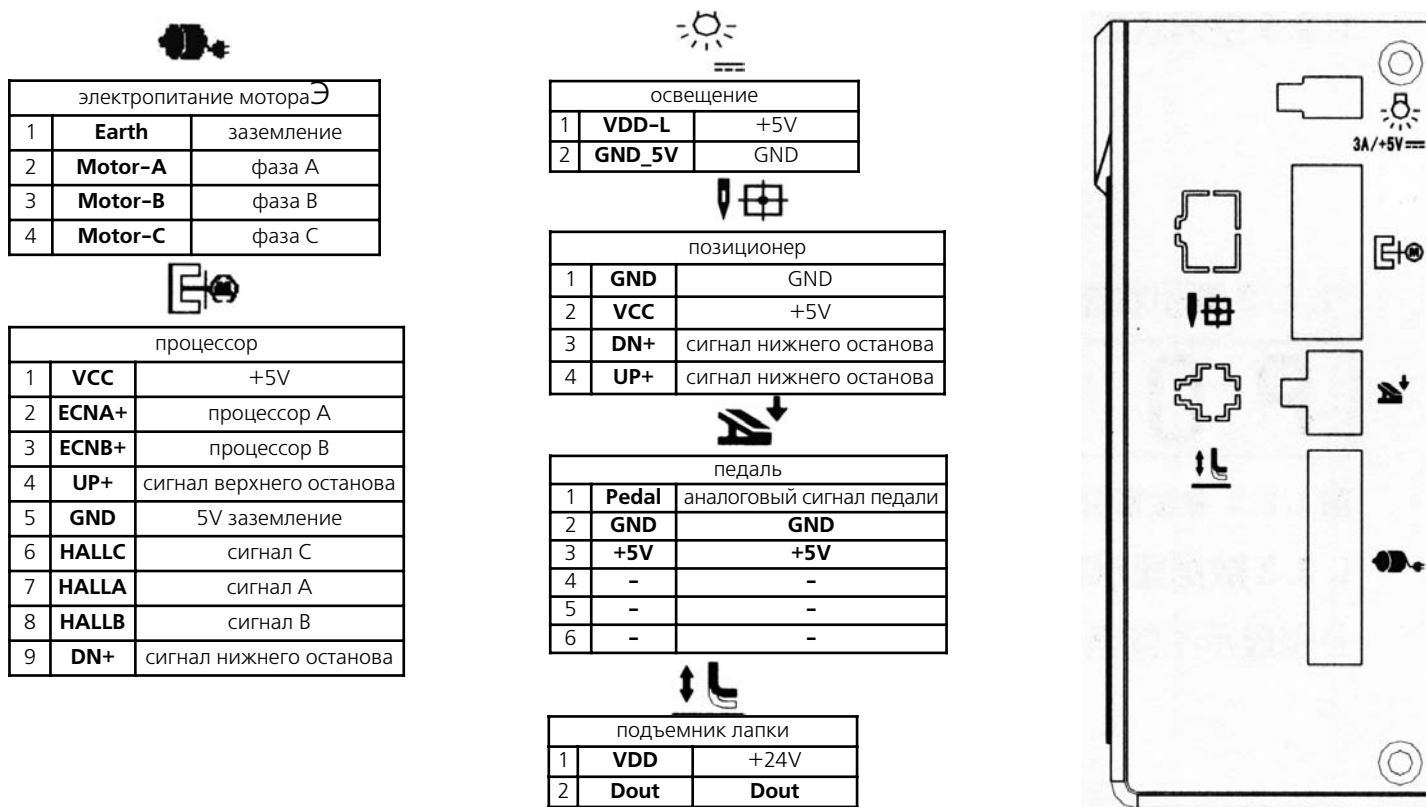 электропитание мотораЭ
1 Earth заземление
2 Motor-A фаза A
3 Motor-B фаза B
4 Motor-C фаза C
процессор
1 VCC +5V
2 ECNA+ процессор A
3 ECNB+ процессор B
4 UP+ сигнал верхнего останова
5 GND 5V заземление
6 HALLC сигнал C
7 HALLA сигнал A
8 HALLB сигнал B
9 DN+ сигнал нижнего останова
освещение
1 VDD-L +5V
2 GND_5V GND
позиционер
1 GND GND
2 VCC +5V
3 DN+ сигнал нижнего останова
4 UP+ сигнал нижнего останова
педаль
1 Pedal аналоговый сигнал педали
2 GND GND
3 +5V +5V
4 - -
5 - -
6 - -
подъемник лапки
1 VDD +24V
2 Dout Dout
3A/+5V
M